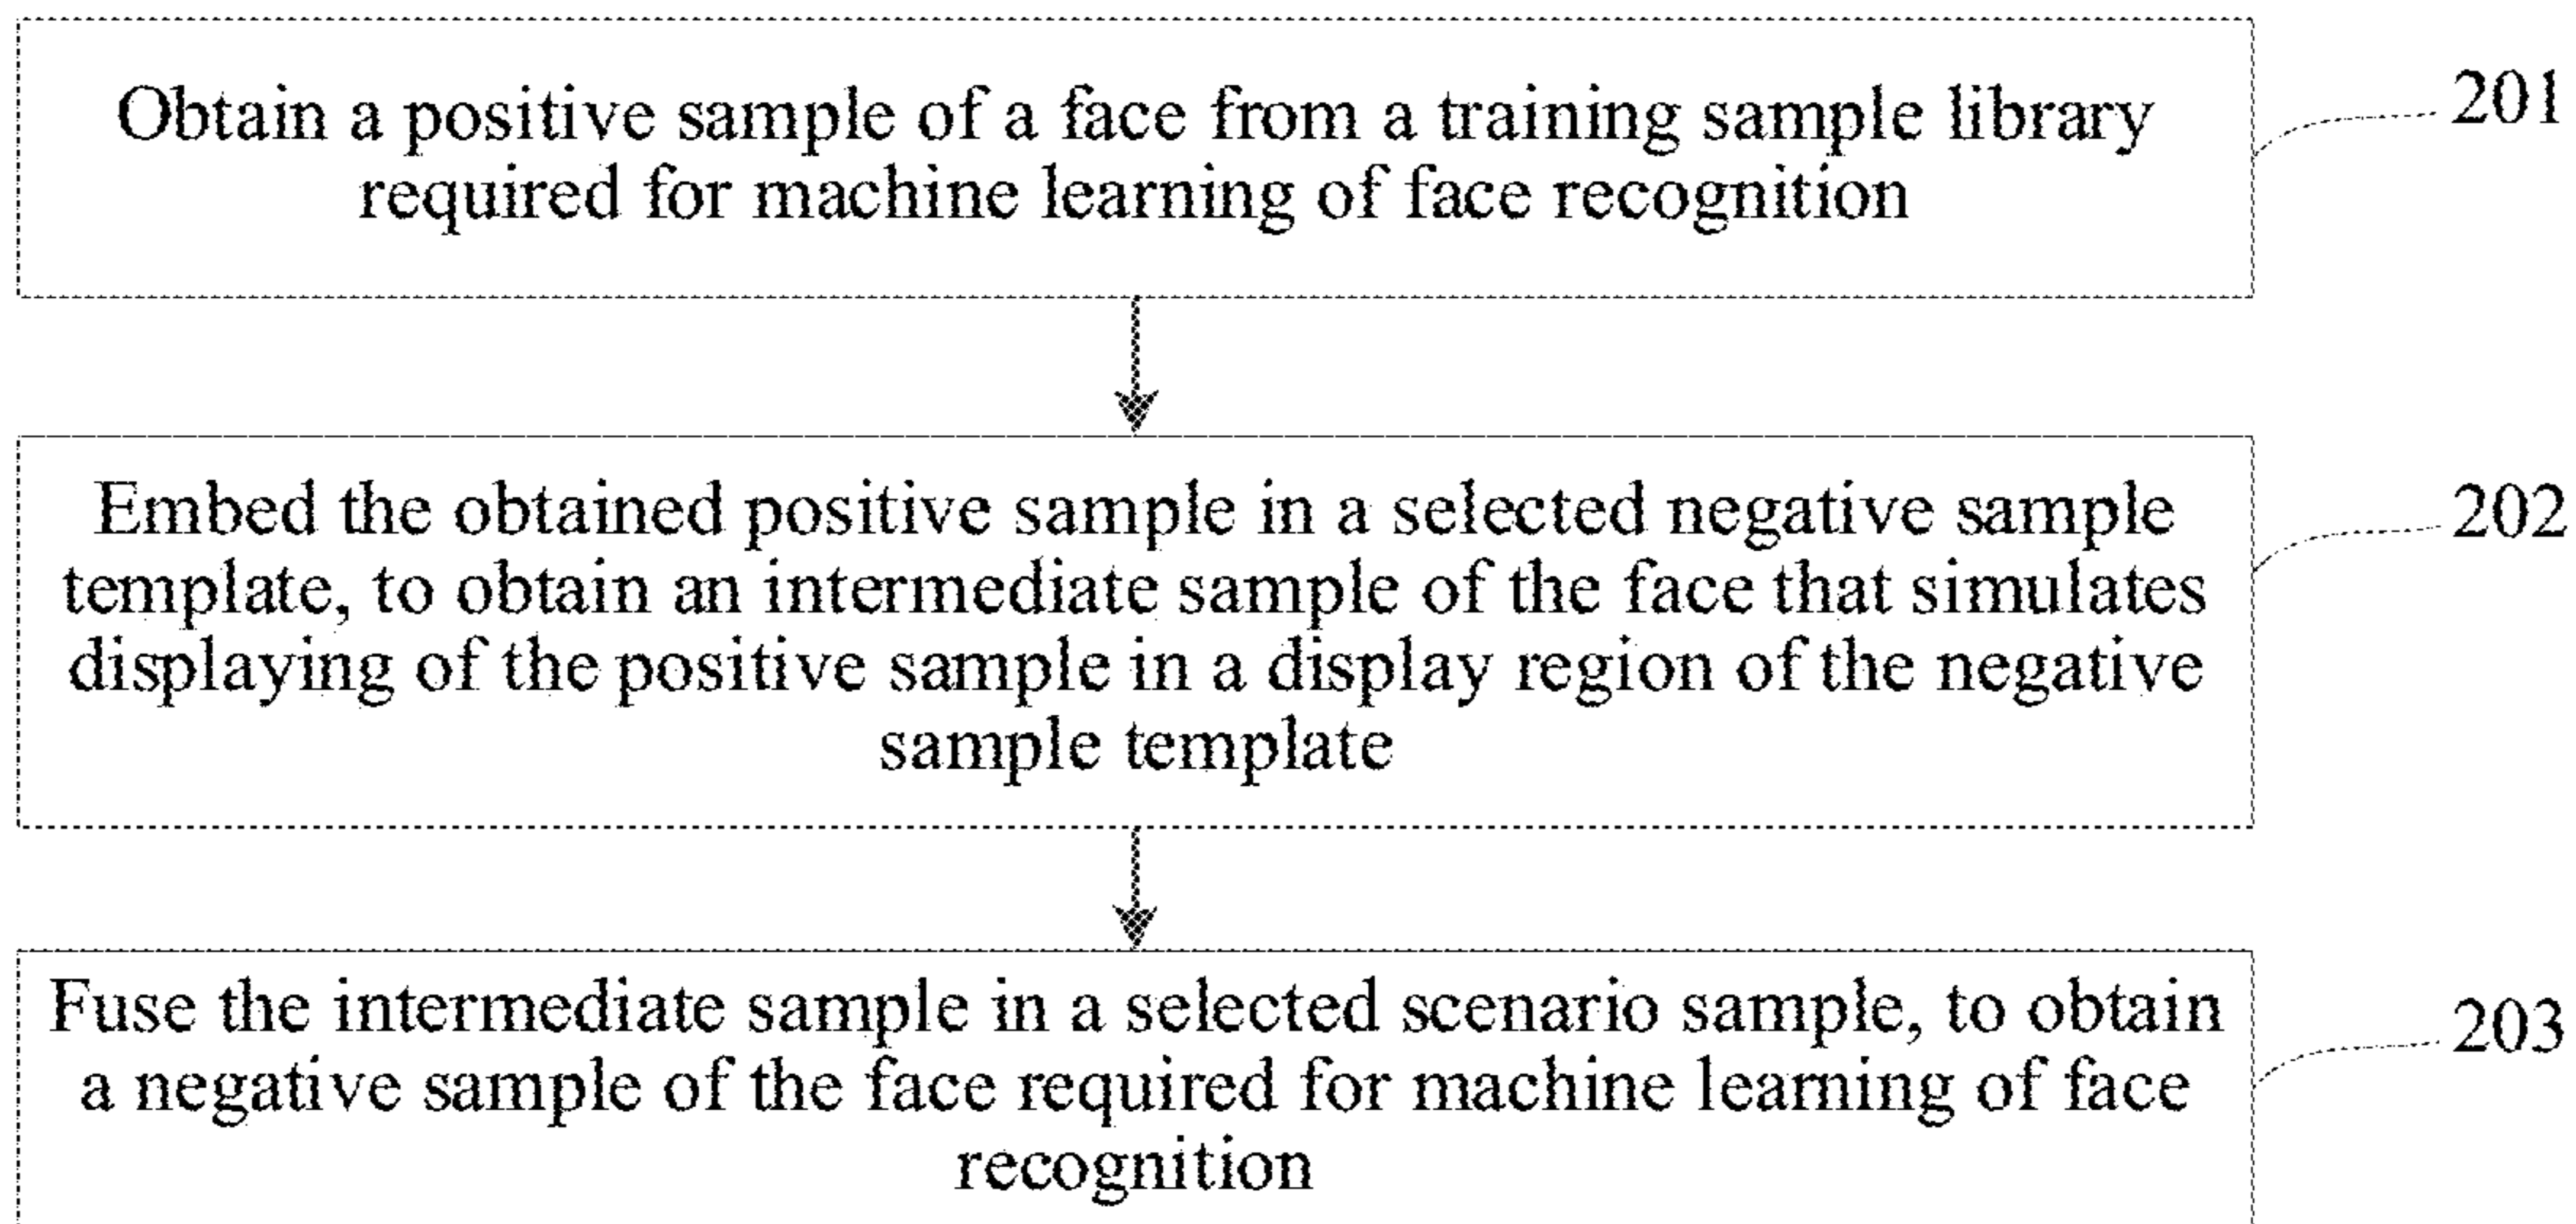 Obtain a positive sample of a face from a training sample library
required for machine learning of face recognition
201
Embed the obtained positive sample in a selected negative sample
template, to obtain an intermediate sample of the face that simulates
displaying of the positive sample in a display region of the negative
sample template
202
Fuse the intermediate sample in a selected scenario sample, to obtain
a negative sample of the face required for machine learning of face
recognition
203